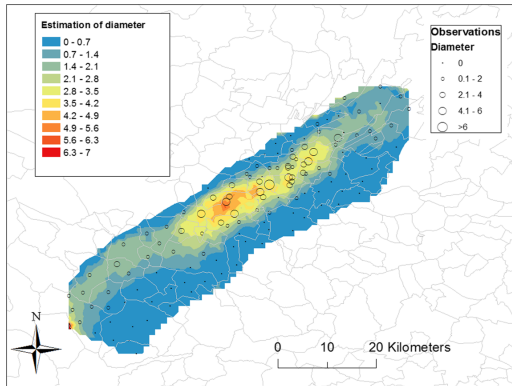 Estimation of diameter
0 - 0.7
0.7 - 1.4
1.4 - 2.1
2.1 - 2.8
2.8 - 3.5
3.5 - 4.2
4.2 - 4.9
4.9 - 5.6
5.6 - 6.3
6.3 - 7
Observations
Diameter
0
0.1 - 2
2.1 - 4
4.1 - 6
>6
N
0 10 20 Kilometers